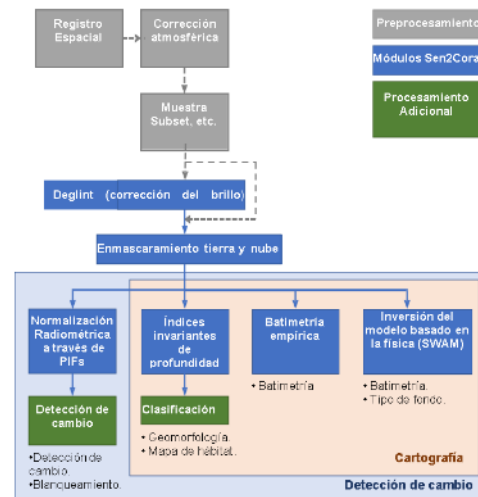 Registro
Espacial
Corrección
atmosférica
Preprocesamiento
Módulos Sen2Cora
Procesamiento
Adicional
Muestra
Subset, etc.
Deglint (corrección del brillo)
Enmascaramiento tierra y nube
Normalización
Radiométrica
a través de
PIFs
Índices
invariantes
de
profundidad
Batimetría
empírica
Inversión del
modelo basado en
la física (SWAM)
Detección de
cambio
Clasificación
• Batimetría
• Batimetría.
• Tipo de fondo.
•Detección de
cambio.
•Blanqueamiento.
• Geomorfología.
• Mapa de hábitat.
Cartografía
Detección de cambio